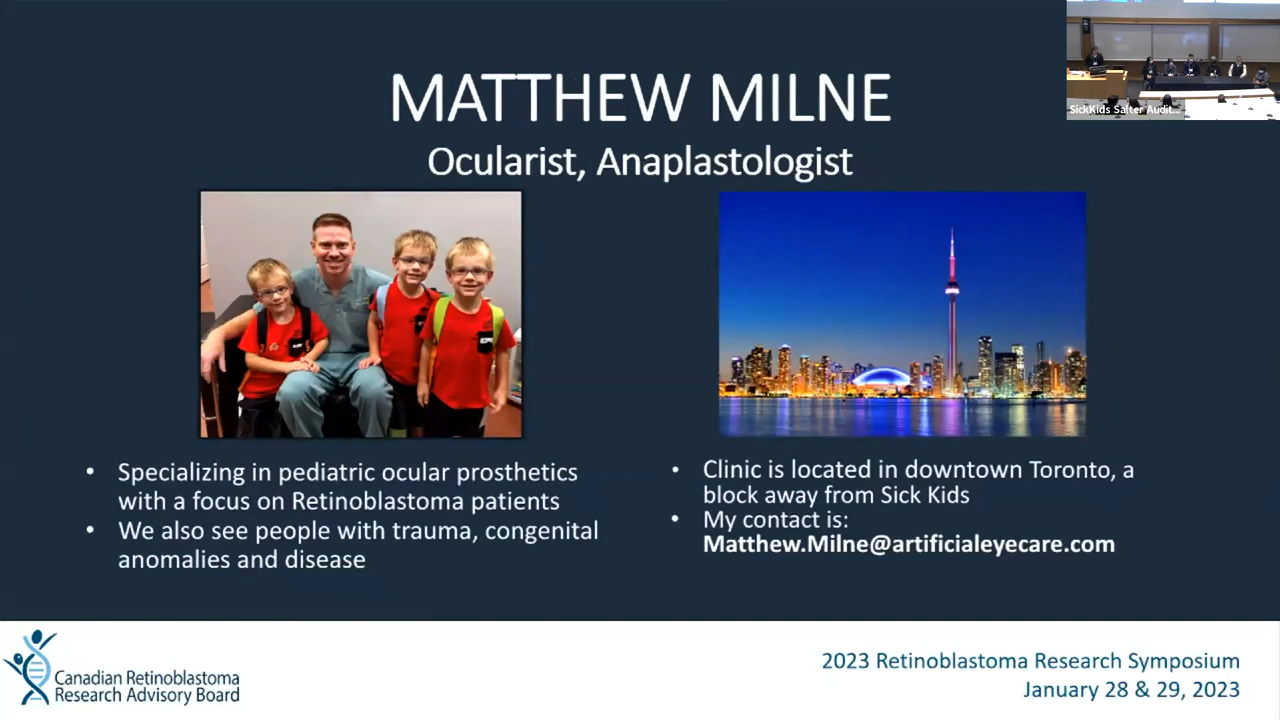 MATTHEW MILNE
Ocularist, Anaplastologist
SickKids Salter Audit...
• Specializing in pediatric ocular prosthetics
with a focus on Retinoblastoma patients
• We also see people with trauma, congenital
anomalies and disease
• Clinic is located in downtown Toronto, a
block away from Sick Kids
• My contact is:
Matthew.Milne@artificialeyecare.com
Canadian Retinoblastoma
Research Advisory Board
2023 Retinoblastoma Research Symposium
January 28 & 29, 2023